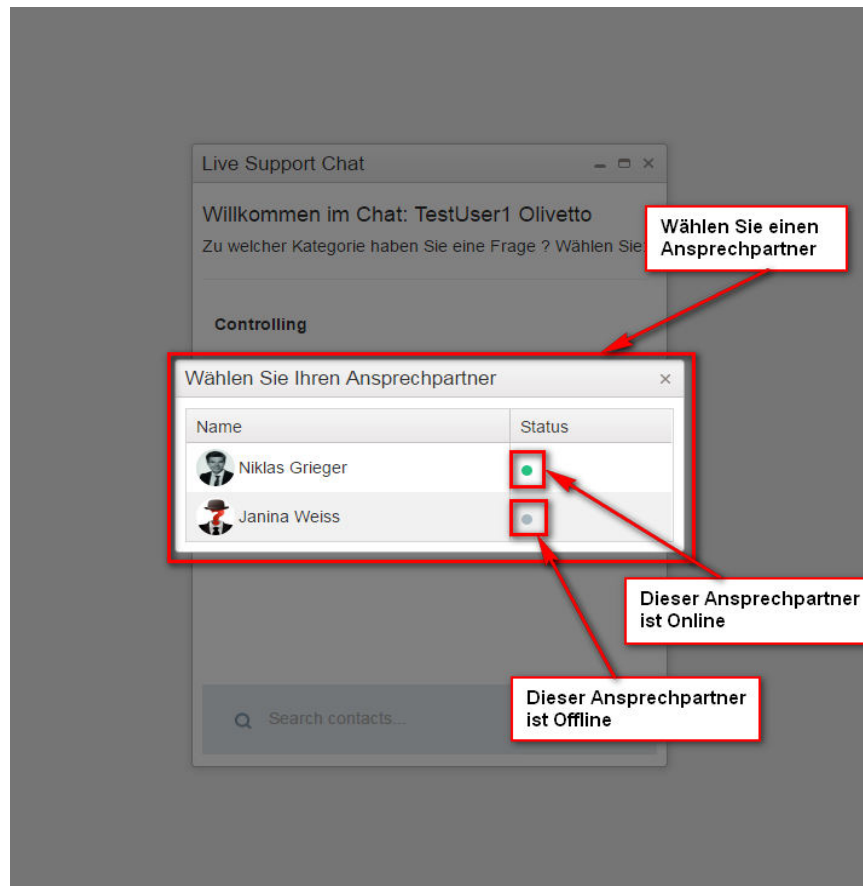 Live Support Chat
Willkommen im Chat: TestUser1 Olivetto
Zu welcher Kategorie haben Sie eine Frage ? Wählen Sie
Wählen Sie einen
Ansprechpartner
Controlling
Wählen Sie Ihren Ansprechpartner
Name Status
Niklas Grieger
Janina Weiss
Dieser Ansprechpartner
ist Online
Dieser Ansprechpartner
ist Offline
Search contacts...